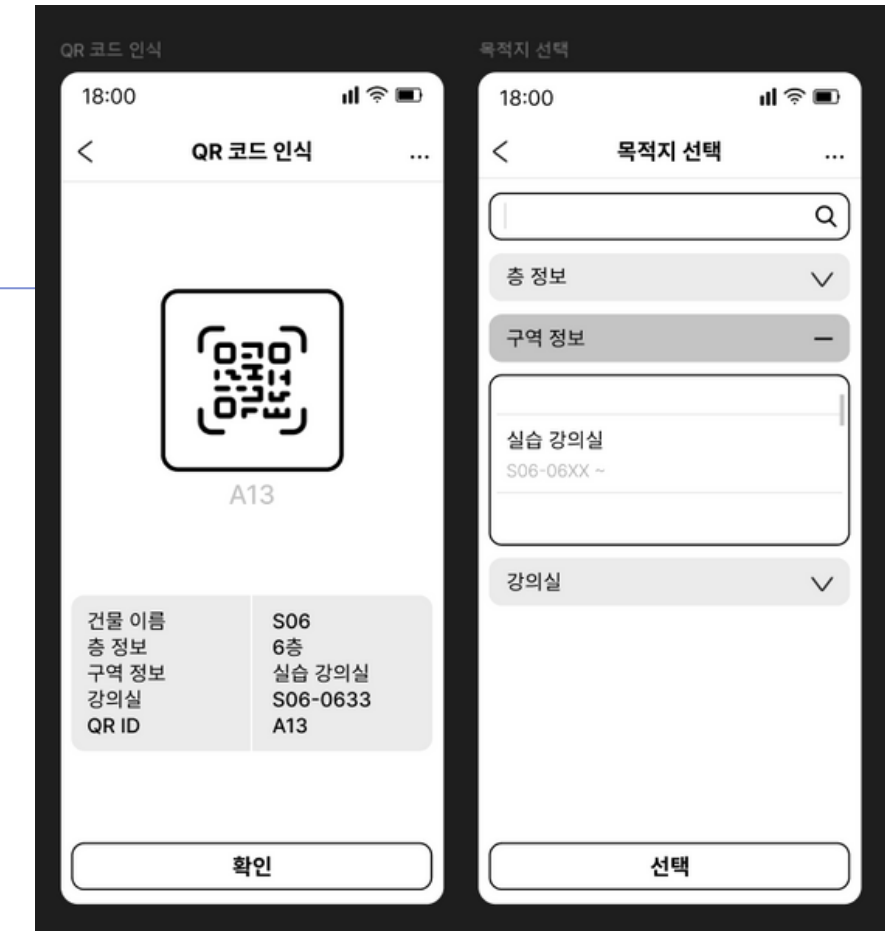 QR 코드 인식
18:00
QR 코드 인식
...
A13
건물 이름 S06
층 정보 6층
구역 정보 실습 강의실
강의실 S06-0633
QR ID A13
확인
목적지 선택
18:00
목적지 선택
...
층 정보
구역 정보
실습 강의실
S06-06XX ~
강의실
선택